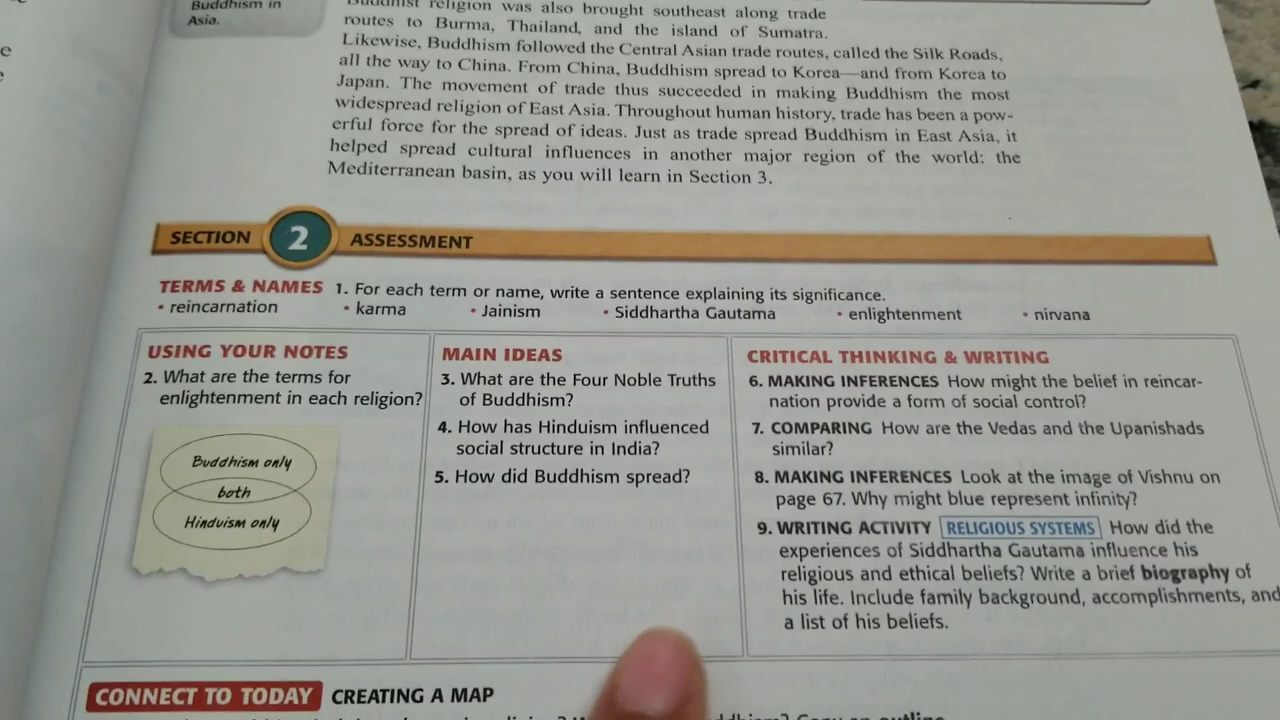 Buddhism in
Asia.
Buddhist religion was also brought southeast along trade
routes to Burma, Thailand, and the island of Sumatra.
Likewise, Buddhism followed the Central Asian trade routes, called the Silk Roads,
all the way to China. From China, Buddhism spread to Korea—and from Korea to
Japan. The movement of trade thus succeeded in making Buddhism the most
widespread religion of East Asia. Throughout human history, trade has been a pow-
erful force for the spread of ideas. Just as trade spread Buddhism in East Asia, it
helped spread cultural influences in another major region of the world: the
Mediterranean basin, as you will learn in Section 3.
SECTION 2 ASSESSMENT
TERMS & NAMES 1. For each term or name, write a sentence explaining its significance.
• reincarnation • karma • Jainism • Siddhartha Gautama • enlightenment • nirvana
USING YOUR NOTES
2. What are the terms for
enlightenment in each religion?
Buddhism only
both
Hinduism only
MAIN IDEAS
3. What are the Four Noble Truths
of Buddhism?
4. How has Hinduism influenced
social structure in India?
5. How did Buddhism spread?
CRITICAL THINKING & WRITING
6. MAKING INFERENCES How might the belief in reincar-
nation provide a form of social control?
7. COMPARING How are the Vedas and the Upanishads
similar?
8. MAKING INFERENCES Look at the image of Vishnu on
page 67. Why might blue represent infinity?
9. WRITING ACTIVITY RELIGIOUS SYSTEMS How did the
experiences of Siddhartha Gautama influence his
religious and ethical beliefs? Write a brief biography of
his life. Include family background, accomplishments, and
a list of his beliefs.
CONNECT TO TODAY CREATING A MAP